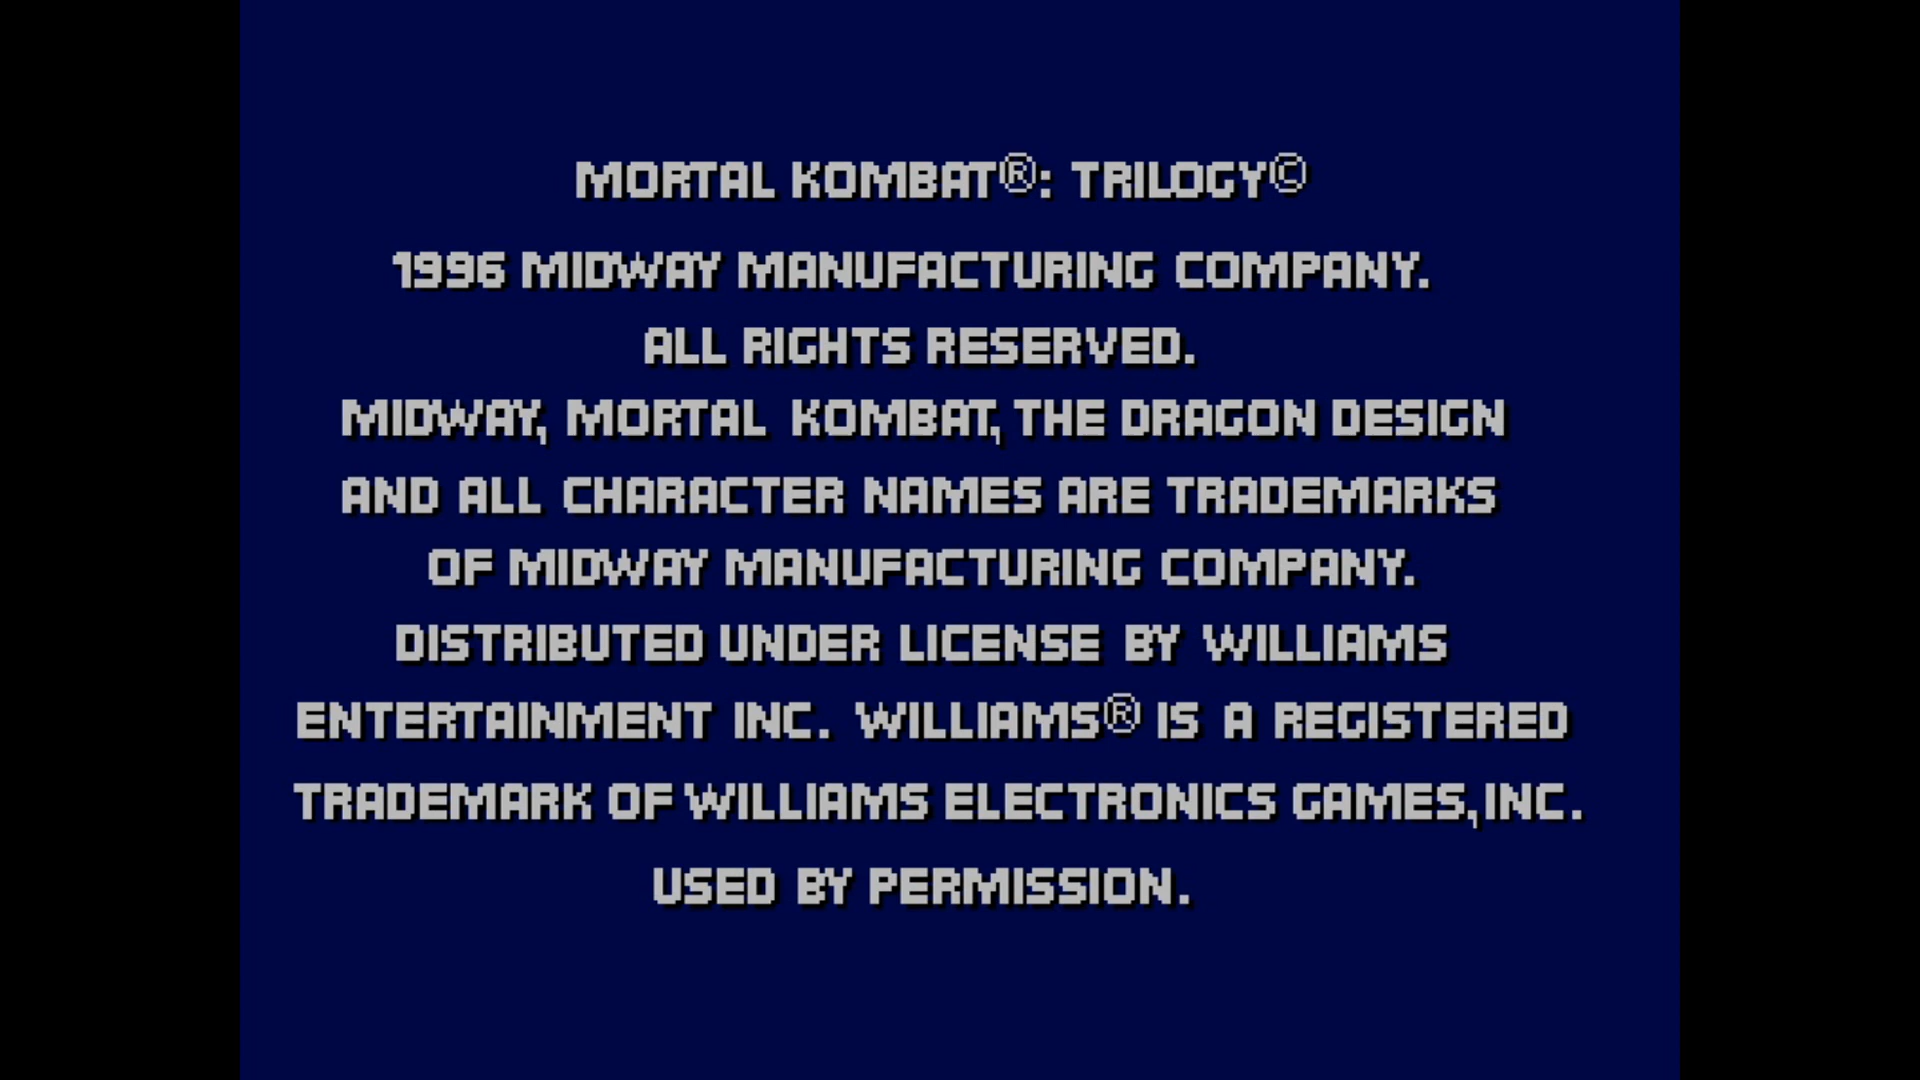 MORTAL KOMBAT®: TRILOGY©
1996 MIDWAY MANUFACTURING COMPANY.
ALL RIGHTS RESERVED.
MIDWAY, MORTAL KOMBAT, THE DRAGON DESIGN
AND ALL CHARACTER NAMES ARE TRADEMARKS
OF MIDWAY MANUFACTURING COMPANY.
DISTRIBUTED UNDER LICENSE BY WILLIAMS
ENTERTAINMENT INC. WILLIAMS® IS A REGISTERED
TRADEMARK OF WILLIAMS ELECTRONICS GAMES,INC.
USED BY PERMISSION.